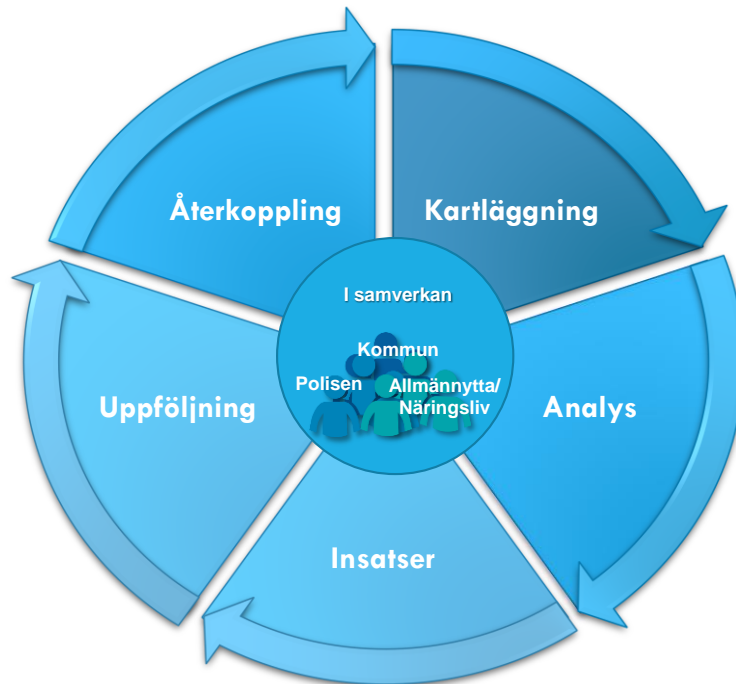 Återkoppling
Kartläggning
I samverkan
Kommun
Polisen
Allmännytta/
Näringsliv
Uppföljning
Analys
Insatser